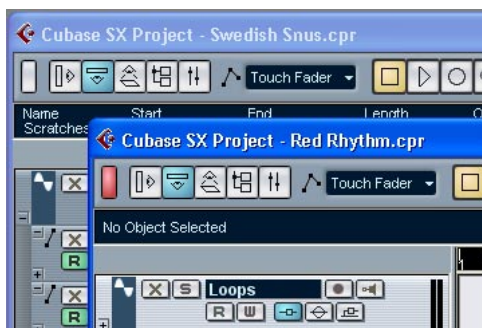 Cubase SX Project - Swedish Snus.cpr
Touch Fader
Name Start End Length
Scratches
Cubase SX Project - Red Rhythm.cpr
Touch Fader
No Object Selected
X
X S Loops
R W
X
R
X
R